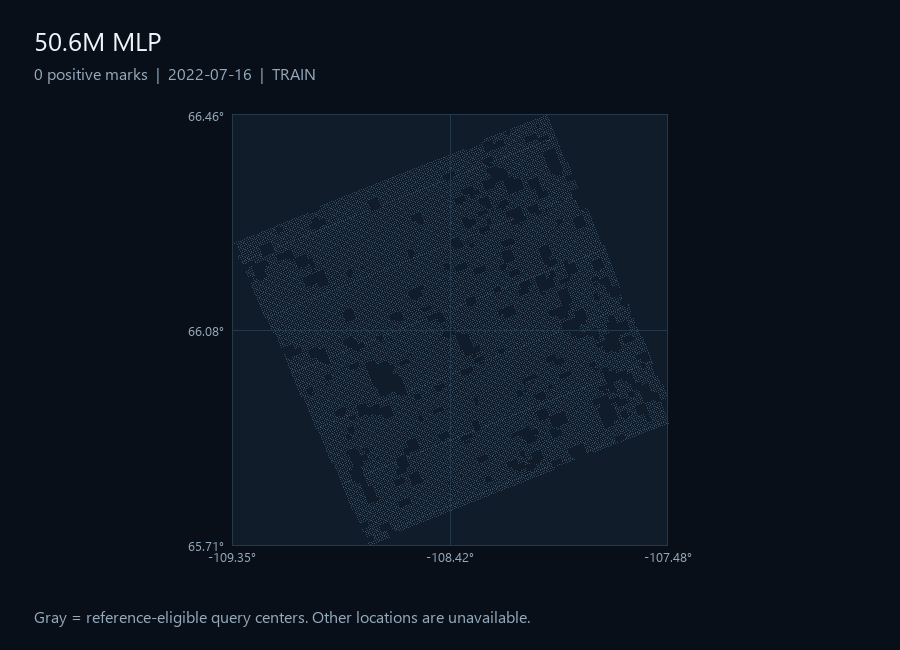 50.6M MLP
0 positive marks | 2022-07-16 | TRAIN
66.46°
66.08°
65.71°
-109.35°
-108.42°
-107.48°
Gray = reference-eligible query centers. Other locations are unavailable.